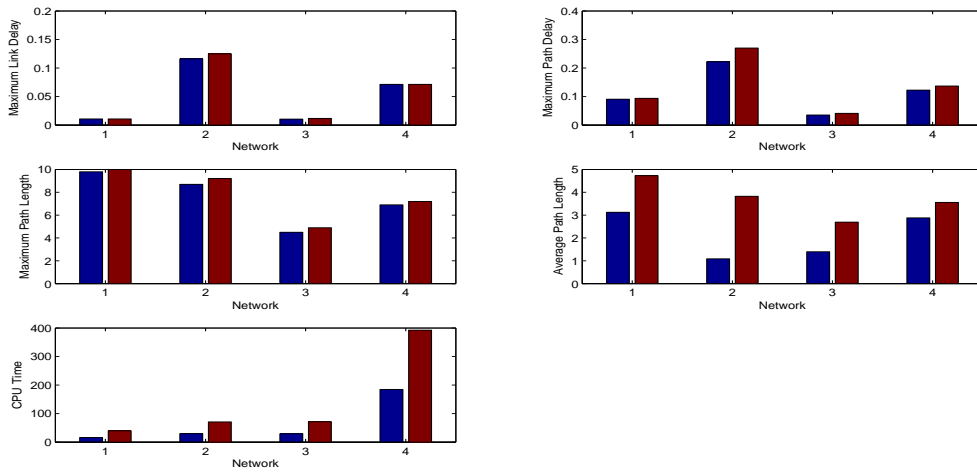 Maximum Link Delay
0.2
0.15
0.1
0.05
0
1 2 3 4
Network
Maximum Path Delay
0.4
0.3
0.2
0.1
0
1 2 3 4
Network
Maximum Path Length
10
8
6
4
2
0
1 2 3 4
Network
Average Path Length
5
4
3
2
1
0
1 2 3 4
Network
CPU Time
400
300
200
100
0
1 2 3 4
Network